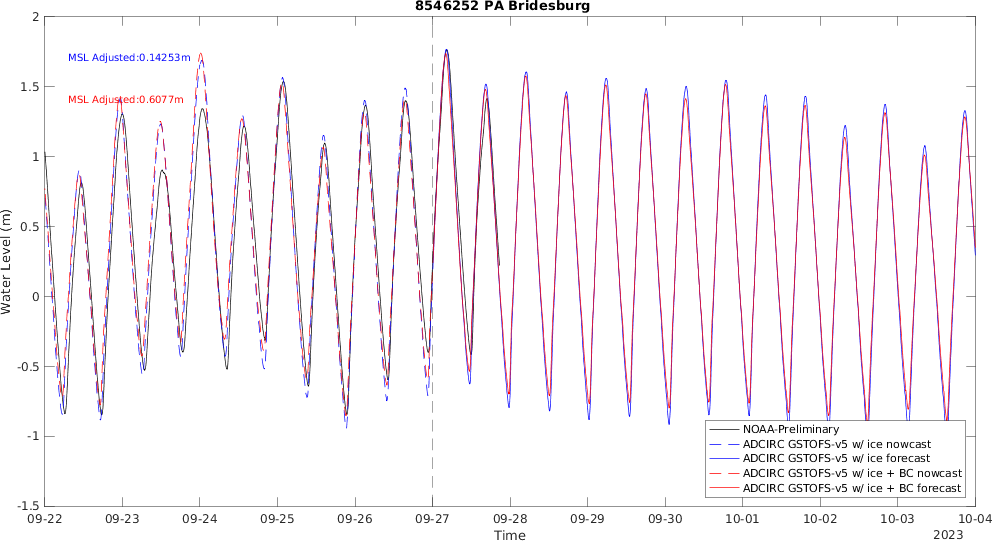 8546252 PA Bridesburg
MSL Adjusted:0.14253m
MSL Adjusted:0.6077m
Water Level (m)
2
1.5
1
0.5
0
-0.5
-1
-1.5
NOAA-Preliminary
ADCIRC GSTOFS-v5 w/ ice nowcast
ADCIRC GSTOFS-v5 w/ ice forecast
ADCIRC GSTOFS-v5 w/ ice + BC nowcast
ADCIRC GSTOFS-v5 w/ ice + BC forecast
09-22 09-23 09-24 09-25 09-26 09-27 09-28 09-29 09-30 10-01 10-02 10-03 10-04
Time
2023